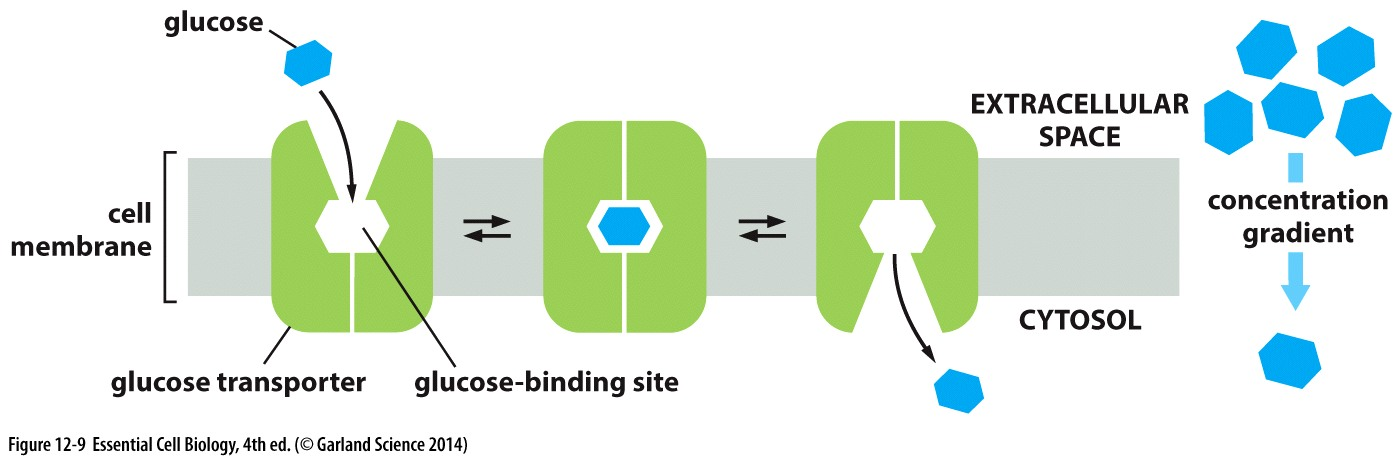 glucose
EXTRACELLULAR
SPACE
cell
membrane
concentration
gradient
CYTOSOL
glucose transporter
glucose-binding site
Figure 12-9 Essential Cell Biology, 4th ed. (© Garland Science 2014)